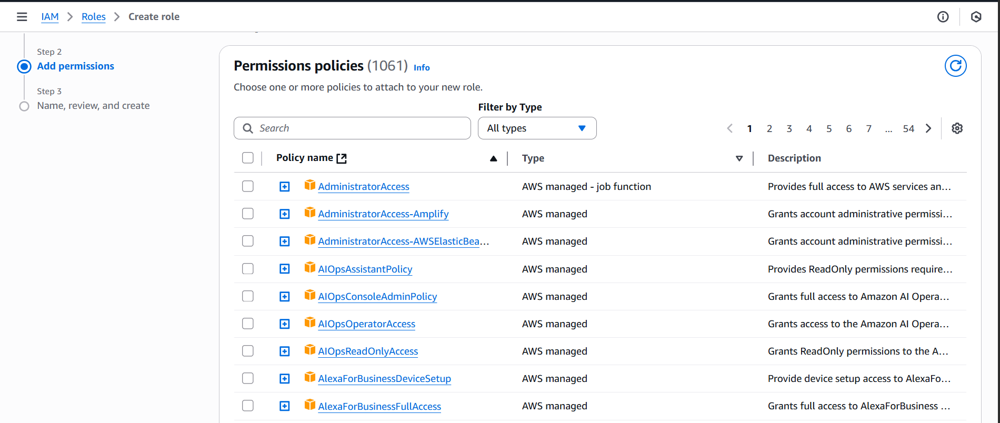 IAM > Roles > Create role
Step 2
Add permissions
Step 3
Name, review, and create
Permissions policies (1061) Info
Choose one or more policies to attach to your new role.
Filter by Type
Search
All types
1 2 3 4 5 6 7 ... 54
Policy name Type Description
AdministratorAccess AWS managed - job function Provides full access to AWS services an...
AdministratorAccess-Amplify AWS managed Grants account administrative permissi...
AdministratorAccess-AWSElasticBea... AWS managed Grants account administrative permissi...
AIOpsAssistantPolicy AWS managed Provides ReadOnly permissions require...
AIOpsConsoleAdminPolicy AWS managed Grants full access to Amazon AI Opera...
AIOpsOperatorAccess AWS managed Grants access to the Amazon AI Opera...
AIOpsReadOnlyAccess AWS managed Grants ReadOnly permissions to the A...
AlexaForBusinessDeviceSetup AWS managed Provide device setup access to AlexaFo...
AlexaForBusinessFullAccess AWS managed Grants full access to AlexaForBusiness ...